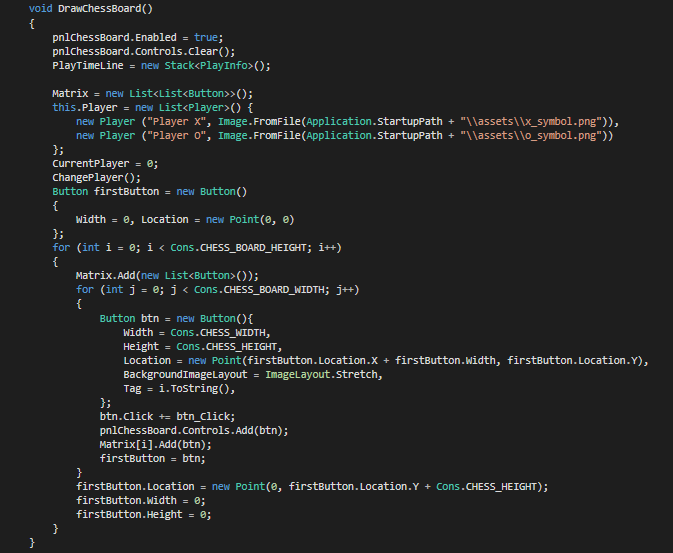 void DrawChessBoard()
{
pnlChessBoard.Enabled = true;
pnlChessBoard.Controls.Clear();
PlayTimeLine = new Stack<PlayInfo>();
Matrix = new List<List<Button>>();
this.Player = new List<Player>() {
new Player ("Player X", Image.FromFile(Application.StartupPath + "\\assets\\x_symbol.png")),
new Player ("Player O", Image.FromFile(Application.StartupPath + "\\assets\\o_symbol.png"))
};
CurrentPlayer = 0;
ChangePlayer();
Button firstButton = new Button()
{
Width = 0, Location = new Point(0, 0)
};
for (int i = 0; i < Cons.CHESS_BOARD_HEIGHT; i++)
{
Matrix.Add(new List<Button>());
for (int j = 0; j < Cons.CHESS_BOARD_WIDTH; j++)
{
Button btn = new Button(){
Width = Cons.CHESS_WIDTH,
Height = Cons.CHESS_HEIGHT,
Location = new Point(firstButton.Location.X + firstButton.Width, firstButton.Location.Y),
BackgroundImageLayout = ImageLayout.Stretch,
Tag = i.ToString(),
};
btn.Click += btn_Click;
pnlChessBoard.Controls.Add(btn);
Matrix[i].Add(btn);
firstButton = btn;
}
firstButton.Location = new Point(0, firstButton.Location.Y + Cons.CHESS_HEIGHT);
firstButton.Width = 0;
firstButton.Height = 0;
}
}